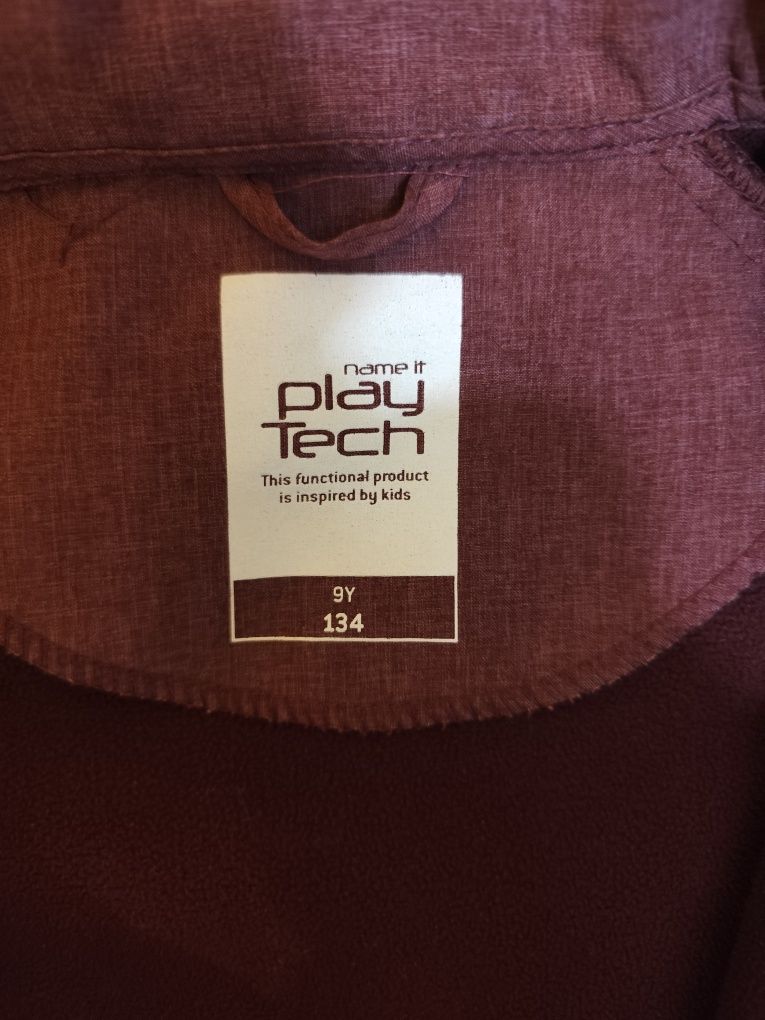 name it
play
Tech
This functional product
is inspired by kids
9Y
134